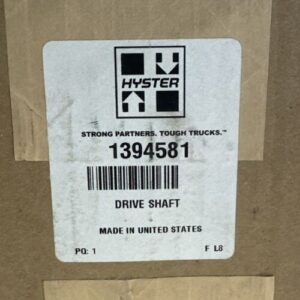 HYSTER
STRONG PARTNERS. TOUGH TRUCKS.™
1394581
DRIVE SHAFT
MADE IN UNITED STATES
PQ: 1 F L8